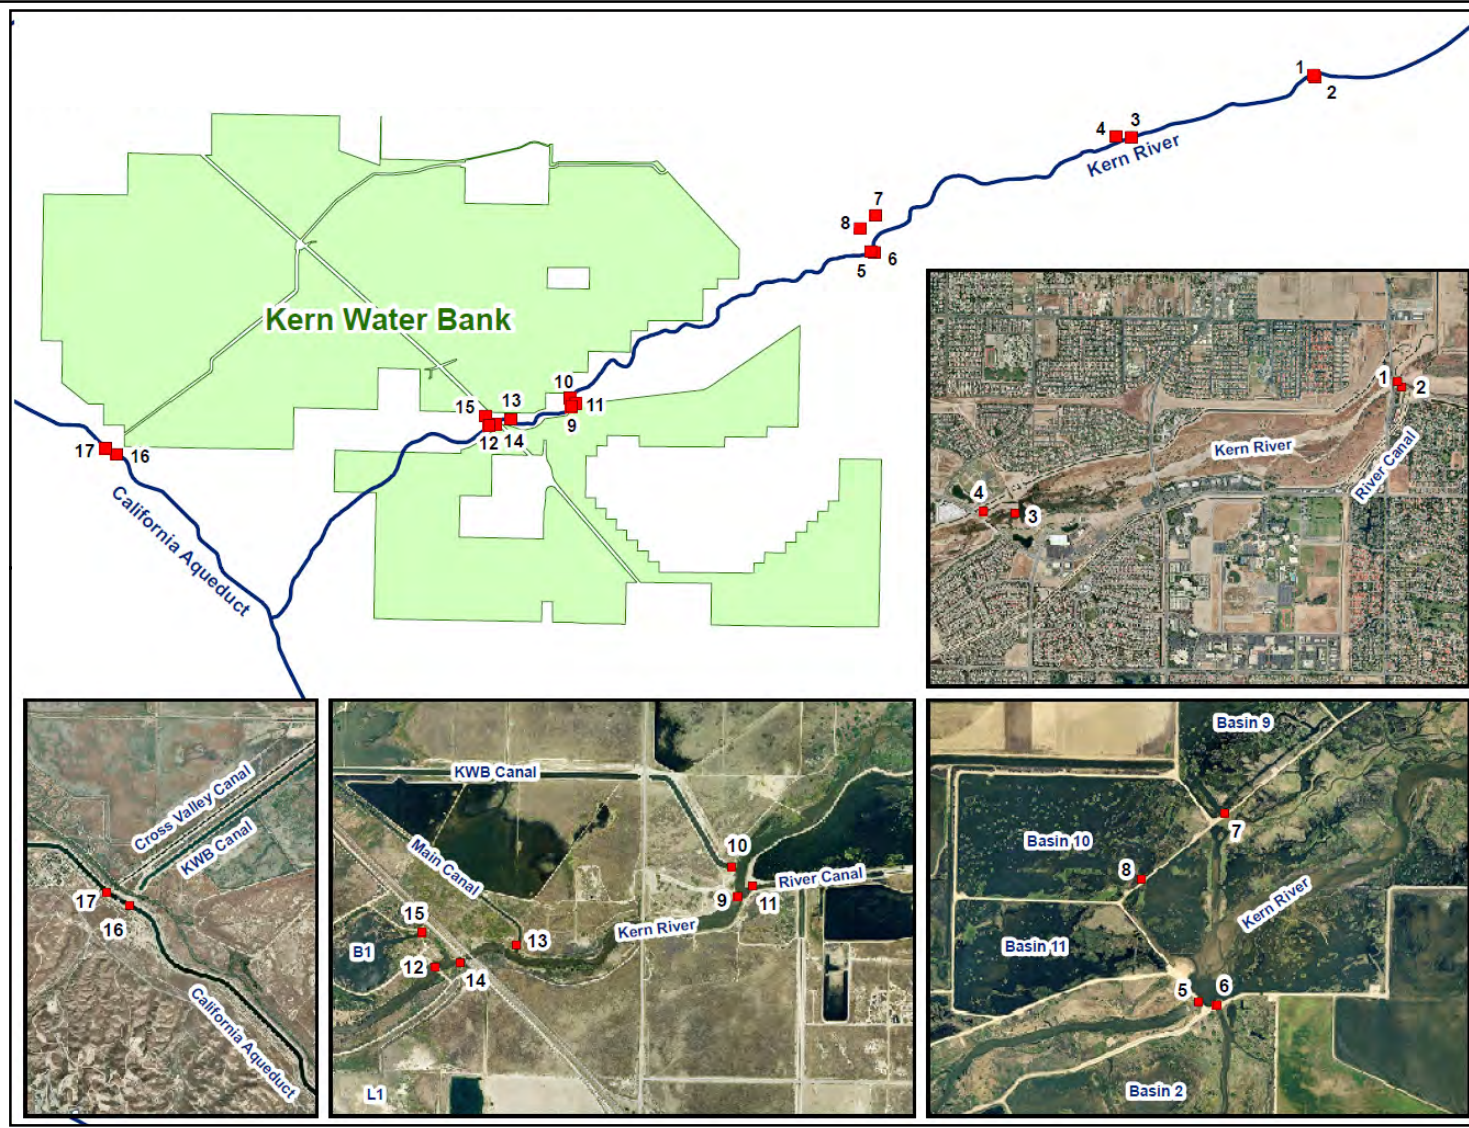 1
2
4
3
Kern River
7
8
5
6
Kern Water Bank
10
15
13
11
9
12
14
17
16
California Aqueduct
1
2
Kern River
River Canal
4
3
Cross Valley Canal
KWB Canal
17
16
California Aqueduct
KWB Canal
Main Canal
10
River Canal
9
11
15
Kern River
13
B1
12
14
L1
Basin 9
7
Basin 10
8
Kern River
Basin 11
5
6
Basin 2